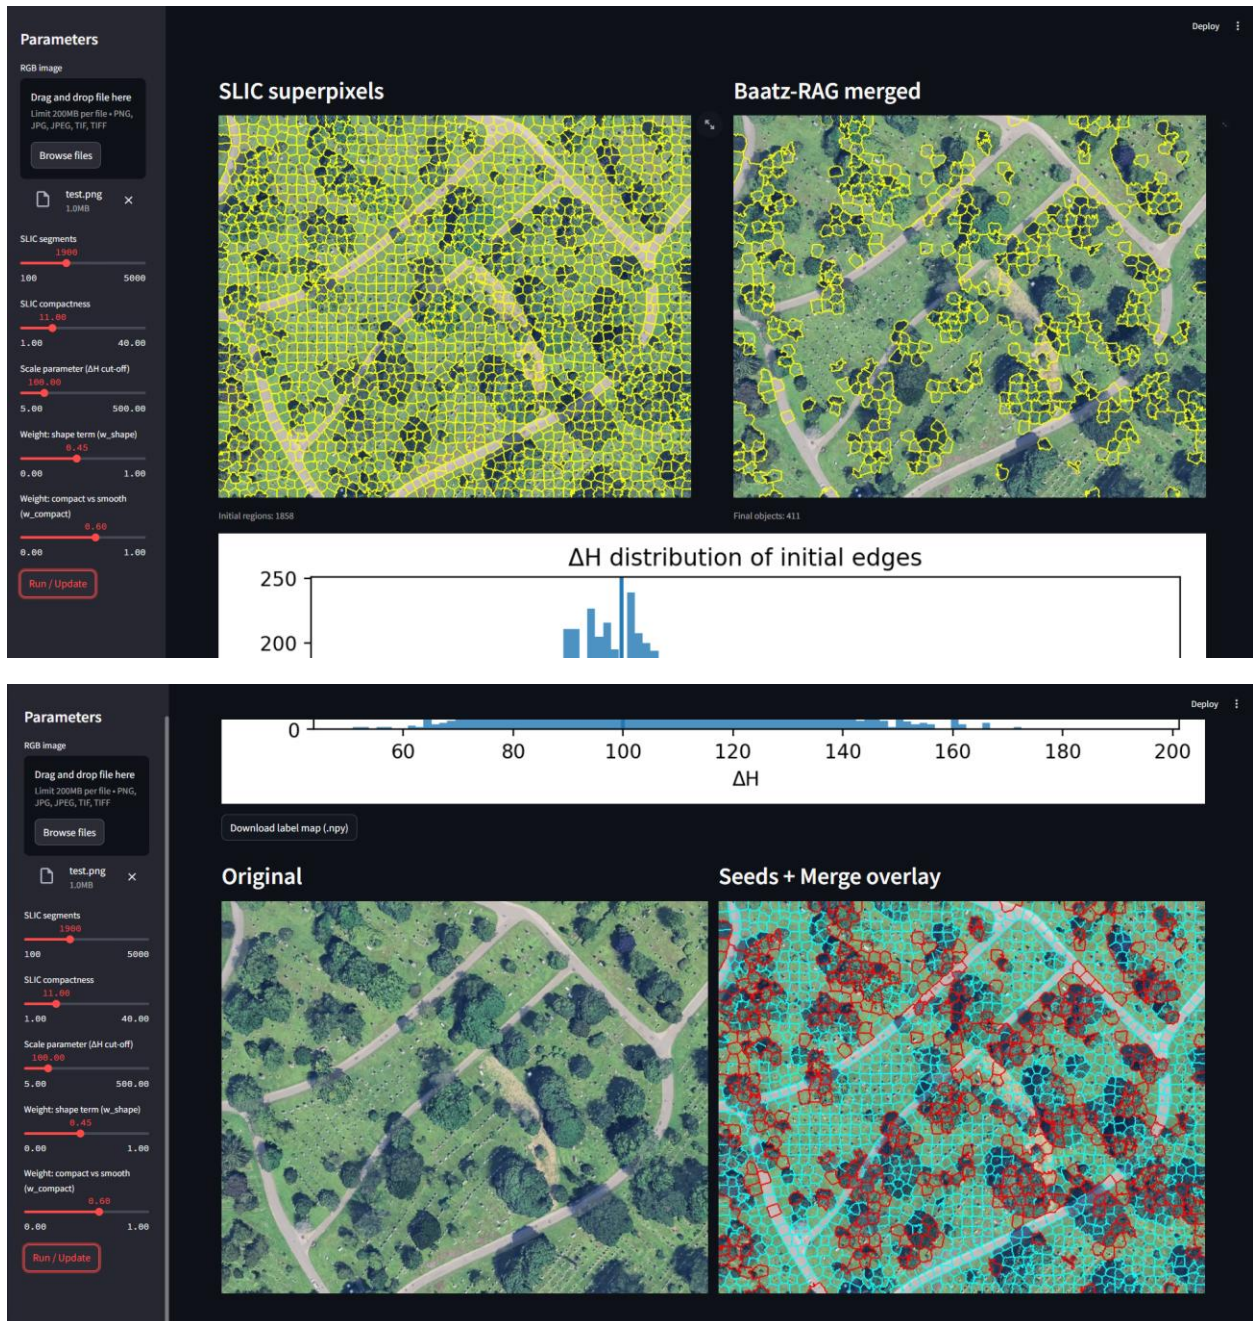 Deploy
Parameters
RGB image
Drag and drop file here
Limit 200MB per file • PNG,
JPG, JPEG, TIF, TIFF
Browse files
test.png
1.0MB
SLIC segments
1900
100 5000
SLIC compactness
11.00
1.00 40.00
Scale parameter (ΔH cut-off)
100.00
5.00 500.00
Weight: shape term (w_shape)
0.45
0.00 1.00
Weight: compact vs smooth
(w_compact)
0.60
0.00 1.00
Run / Update
SLIC superpixels
Baatz-RAG merged
Initial regions: 1858
Final objects: 411
ΔH distribution of initial edges
250
200
Deploy
Parameters
RGB image
Drag and drop file here
Limit 200MB per file • PNG,
JPG, JPEG, TIF, TIFF
Browse files
test.png
1.0MB
SLIC segments
1900
100 5000
SLIC compactness
11.00
1.00 40.00
Scale parameter (ΔH cut-off)
100.00
5.00 500.00
Weight: shape term (w_shape)
0.45
0.00 1.00
Weight: compact vs smooth
(w_compact)
0.60
0.00 1.00
Run / Update
0
60 80 100 120 140 160 180 200
ΔH
Download label map (.npy)
Original
Seeds + Merge overlay